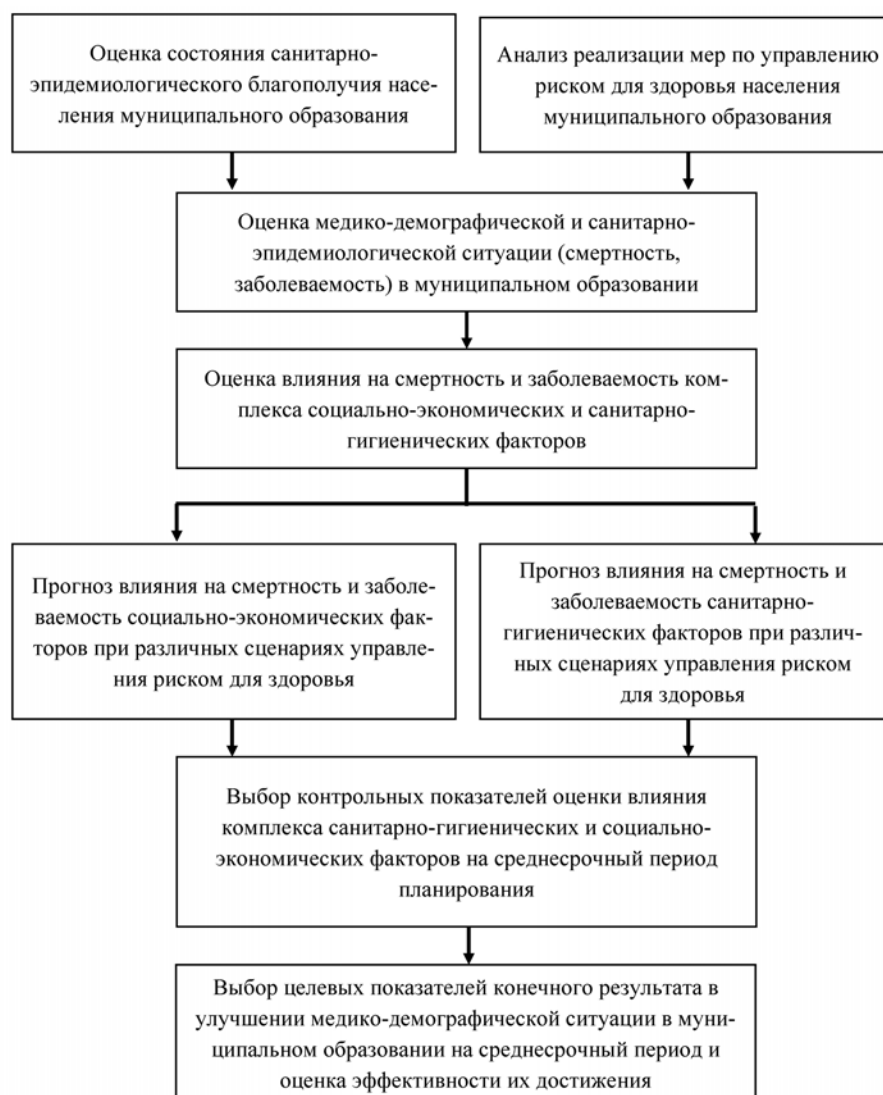 Оценка состояния санитарно-
эпидемиологического благополучия насе-
ления муниципального образования
Анализ реализации мер по управлению
риском для здоровья населения
муниципального образования
Оценка медико-демографической и санитарно-
эпидемиологической ситуации (смертность,
заболеваемость) в муниципальном образовании
Оценка влияния на смертность и заболеваемость ком-
плекса социально-экономических и санитарно-
гигиенических факторов
Прогноз влияния на смертность и заболе-
ваемость социально-экономических фак-
торов при различных сценариях управле-
ния риском для здоровья
Прогноз влияния на смертность и
заболеваемость санитарно-
гигиенических факторов при различ-
ных сценариях управления риском
для здоровья
Выбор контрольных показателей оценки влияния
комплекса санитарно-гигиенических и социально-
экономических факторов на среднесрочный период
планирования
Выбор целевых показателей конечного результата в
улучшении медико-демографической ситуации в муни-
ципальном образовании на среднесрочный период и
оценка эффективности их достижения